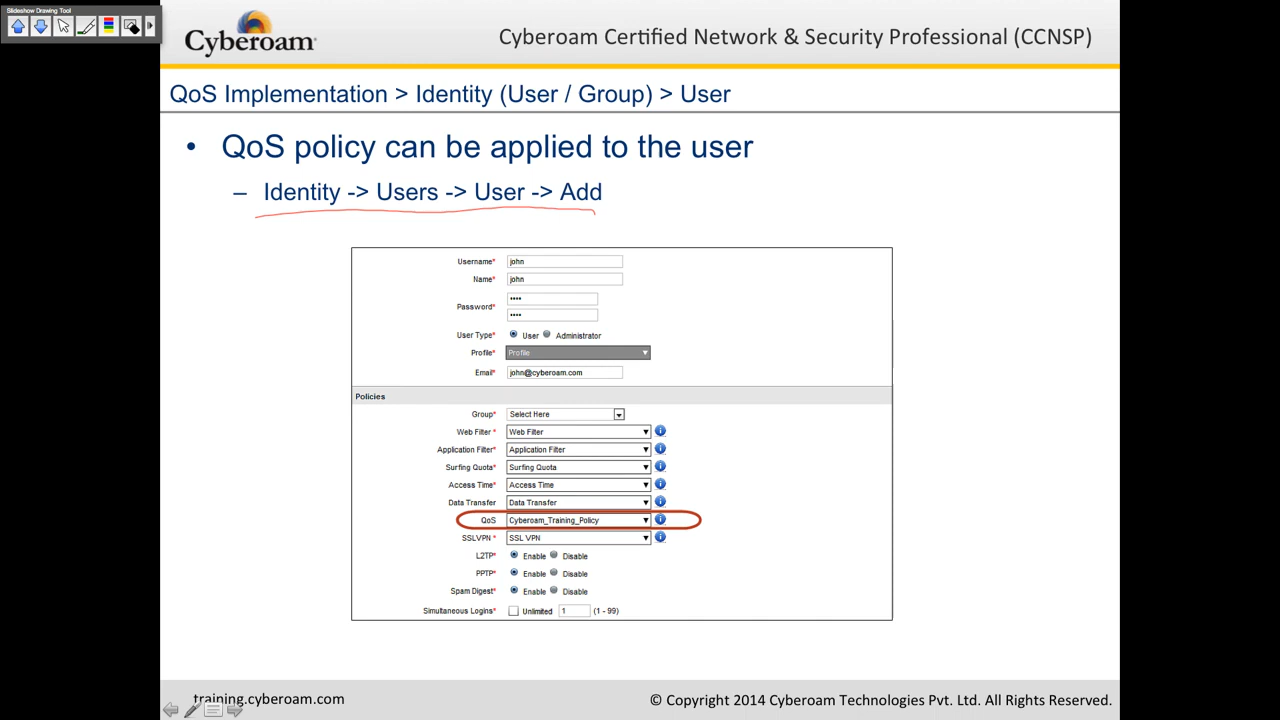 Slideshow Drawing Tool
Cyberoam
Cyberoam Certified Network & Security Professional (CCNSP)
QoS Implementation > Identity (User / Group) > User
• QoS policy can be applied to the user
– Identity -> Users -> User -> Add
Username* john
Name* john
Password* ••••
••••
User Type* User Administrator
Profile* Profile
Email* john@cyberoam.com
Policies
Group* Select Here
Web Filter * Web Filter
Application Filter* Application Filter
Surfing Quota* Surfing Quota
Access Time* Access Time
Data Transfer Data Transfer
QoS Cyberoam_Training_Policy
SSLVPN * SSL VPN
L2TP* Enable Disable
PPTP* Enable Disable
Spam Digest* Enable Disable
Simultaneous Logins* Unlimited 1 (1 - 99)
training.cyberoam.com
© Copyright 2014 Cyberoam Technologies Pvt. Ltd. All Rights Reserved.